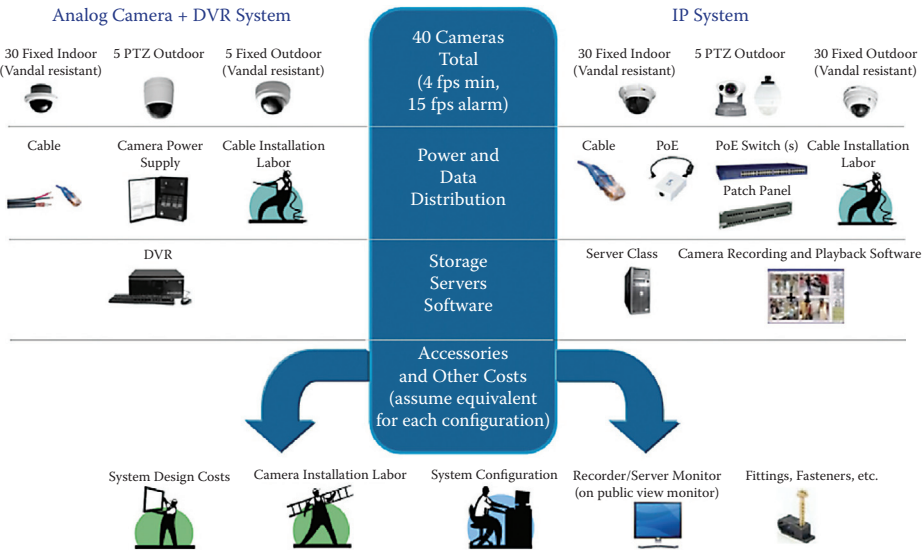 Analog Camera + DVR System
IP System
40 Cameras
Total
(4 fps min,
15 fps alarm)
30 Fixed Indoor
(Vandal resistant)
5 PTZ Outdoor
5 Fixed Outdoor
(Vandal resistant)
30 Fixed Indoor
(Vandal resistant)
5 PTZ Outdoor
30 Fixed Outdoor
(Vandal resistant)
Cable
Camera Power
Supply
Cable Installation
Labor
Power and
Data
Distribution
Cable
PoE
PoE Switch (s)
Patch Panel
Cable Installation
Labor
DVR
Storage
Servers
Software
Server Class
Camera Recording and Playback Software
Accessories
and Other Costs
(assume equivalent
for each configuration)
System Design Costs
Camera Installation Labor
System Configuration
Recorder/Server Monitor
(on public view monitor)
Fittings, Fasteners, etc.